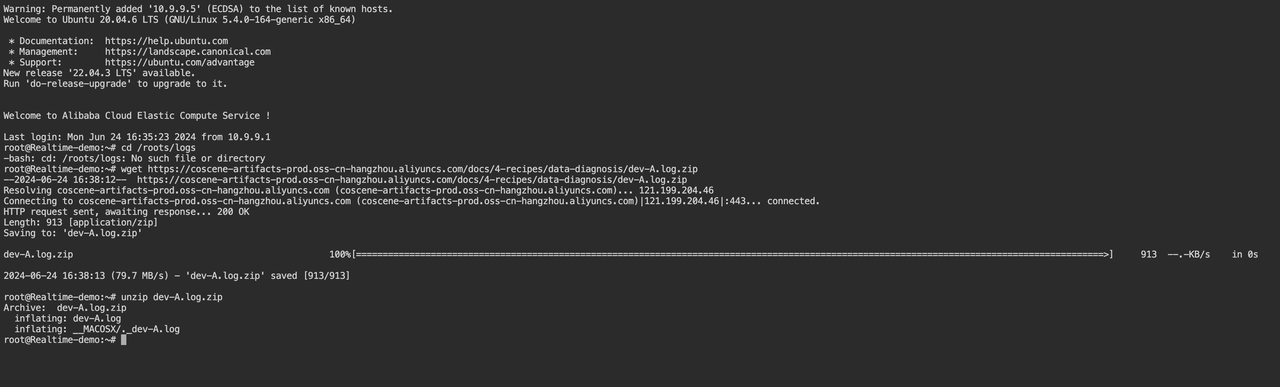 Warning: Permanently added '10.9.9.5' (ECDSA) to the list of known hosts.
Welcome to Ubuntu 20.04.6 LTS (GNU/Linux 5.4.0-164-generic x86_64)
* Documentation:  https://help.ubuntu.com
* Management:     https://landscape.canonical.com
* Support:        https://ubuntu.com/advantage
New release '22.04.3 LTS' available.
Run 'do-release-upgrade' to upgrade to it.
Welcome to Alibaba Cloud Elastic Compute Service !
Last login: Mon Jun 24 16:35:23 2024 from 10.9.9.1
root@Realtime-demo:~# cd /roots/logs
-bash: cd: /roots/logs: No such file or directory
root@Realtime-demo:~# wget https://coscene-artifacts-prod.oss-cn-hangzhou.aliyuncs.com/docs/4-recipes/data-diagnosis/dev-A.log.zip
--2024-06-24 16:38:12--  https://coscene-artifacts-prod.oss-cn-hangzhou.aliyuncs.com/docs/4-recipes/data-diagnosis/dev-A.log.zip
Resolving coscene-artifacts-prod.oss-cn-hangzhou.aliyuncs.com (coscene-artifacts-prod.oss-cn-hangzhou.aliyuncs.com)... 121.199.204.46
Connecting to coscene-artifacts-prod.oss-cn-hangzhou.aliyuncs.com (coscene-artifacts-prod.oss-cn-hangzhou.aliyuncs.com)|121.199.204.46|:443... connected.
HTTP request sent, awaiting response... 200 OK
Length: 913 [application/zip]
Saving to: 'dev-A.log.zip'
dev-A.log.zip 100%[=================================================>] 913 --.-KB/s in 0s
2024-06-24 16:38:13 (79.7 MB/s) - 'dev-A.log.zip' saved [913/913]
root@Realtime-demo:~# unzip dev-A.log.zip
Archive:  dev-A.log.zip
inflating: dev-A.log
inflating: __MACOSX/._dev-A.log
root@Realtime-demo:~#